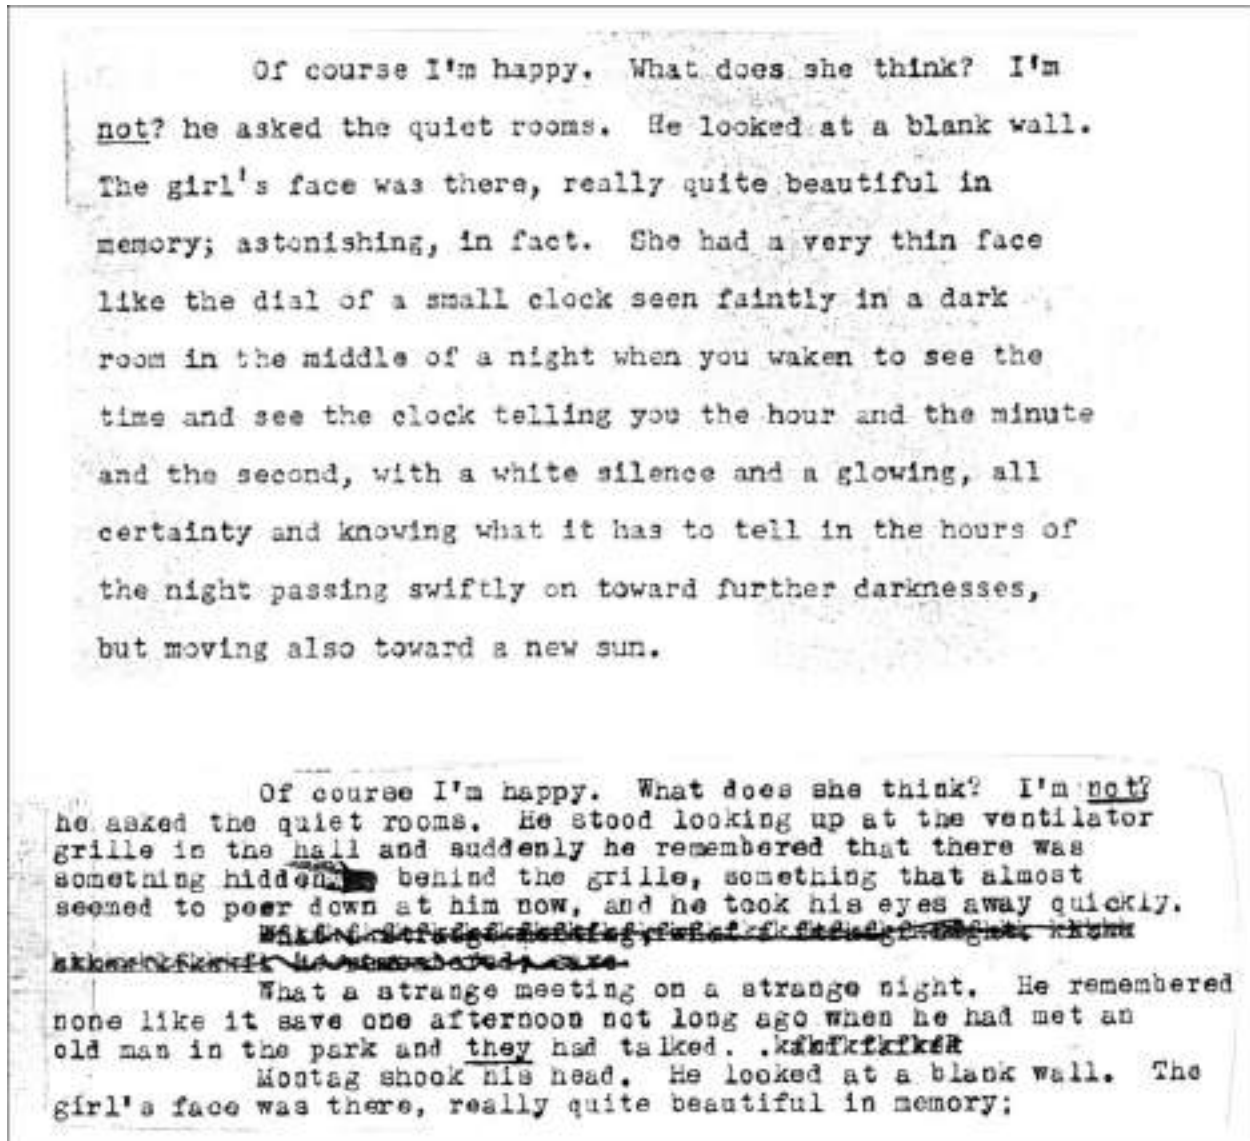 Of course I'm happy. What does she think? I'm
not? he asked the quiet rooms. He looked at a blank wall.
The girl's face was there, really quite beautiful in
memory; astonishing, in fact. She had a very thin face
like the dial of a small clock seen faintly in a dark
room in the middle of a night when you waken to see the
time and see the clock telling you the hour and the minute
and the second, with a white silence and a glowing, all
certainty and knowing what it has to tell in the hours of
the night passing swiftly on toward further darknesses,
but moving also toward a new sun.
Of course I'm happy. What does she think? I'm not?
he asked the quiet rooms. He stood looking up at the ventilator
grille in the hall and suddenly he remembered that there was
something hidden behind the grille, something that almost
seemed to peer down at him now, and he took his eyes away quickly.
he remembered, save
What a strange meeting on a strange night. He remembered
none like it save one afternoon not long ago when he had met an
old man in the park and they had talked. .
Montag shook his head. He looked at a blank wall. The
girl's face was there, really quite beautiful in memory;